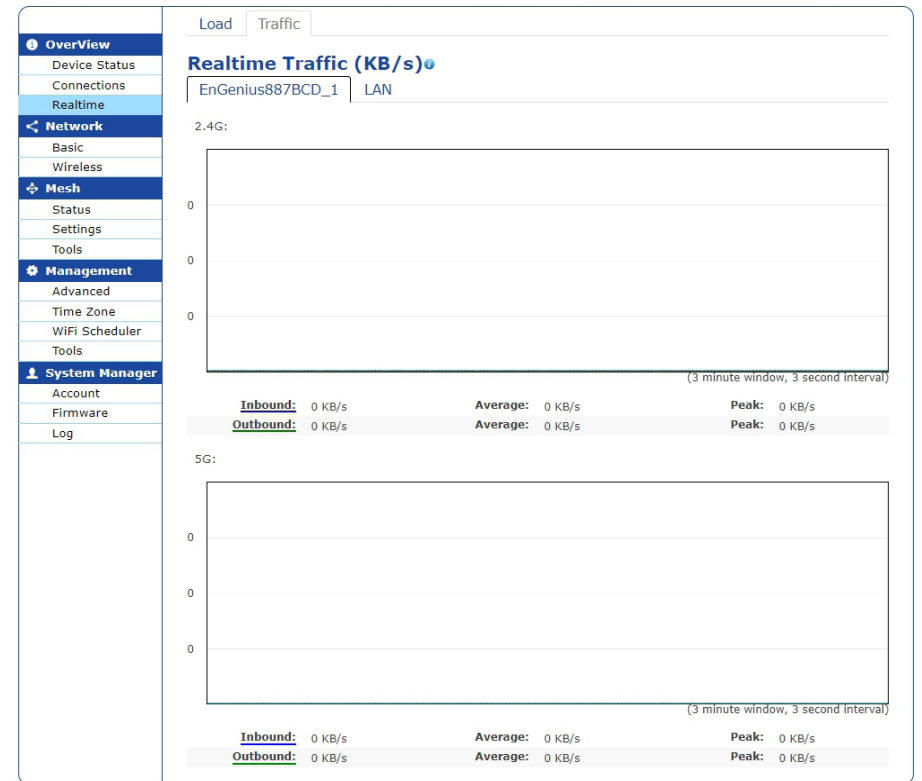 Load Traffic
OverView
Device Status
Connections
Realtime
Network
Basic
Wireless
Mesh
Status
Settings
Tools
Management
Advanced
Time Zone
WiFi Scheduler
Tools
System Manager
Account
Firmware
Log
Realtime Traffic (KB/s)
EnGenius887BCD_1 LAN
2.4G:
0
0
0
(3 minute window, 3 second interval)
Inbound: 0 KB/s Average: 0 KB/s Peak: 0 KB/s
Outbound: 0 KB/s Average: 0 KB/s Peak: 0 KB/s
5G:
0
0
0
(3 minute window, 3 second interval)
Inbound: 0 KB/s Average: 0 KB/s Peak: 0 KB/s
Outbound: 0 KB/s Average: 0 KB/s Peak: 0 KB/s